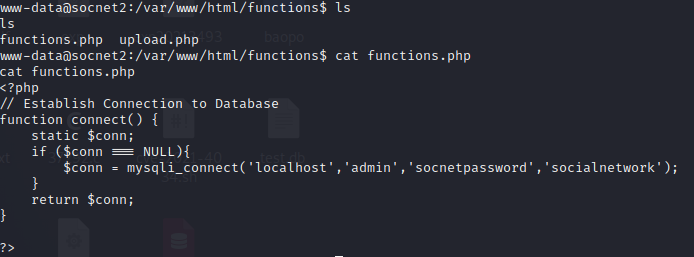 www-data@socnet2:/var/www/html/functions$ ls
ls
functions.php  upload.php
www-data@socnet2:/var/www/html/functions$ cat functions.php
cat functions.php
<?php
// Establish Connection to Database
function connect() {
    static $conn;
    if ($conn === NULL){
        $conn = mysqli_connect('localhost','admin','socnetpassword','socialnetwork');
    }
    return $conn;
}
?>